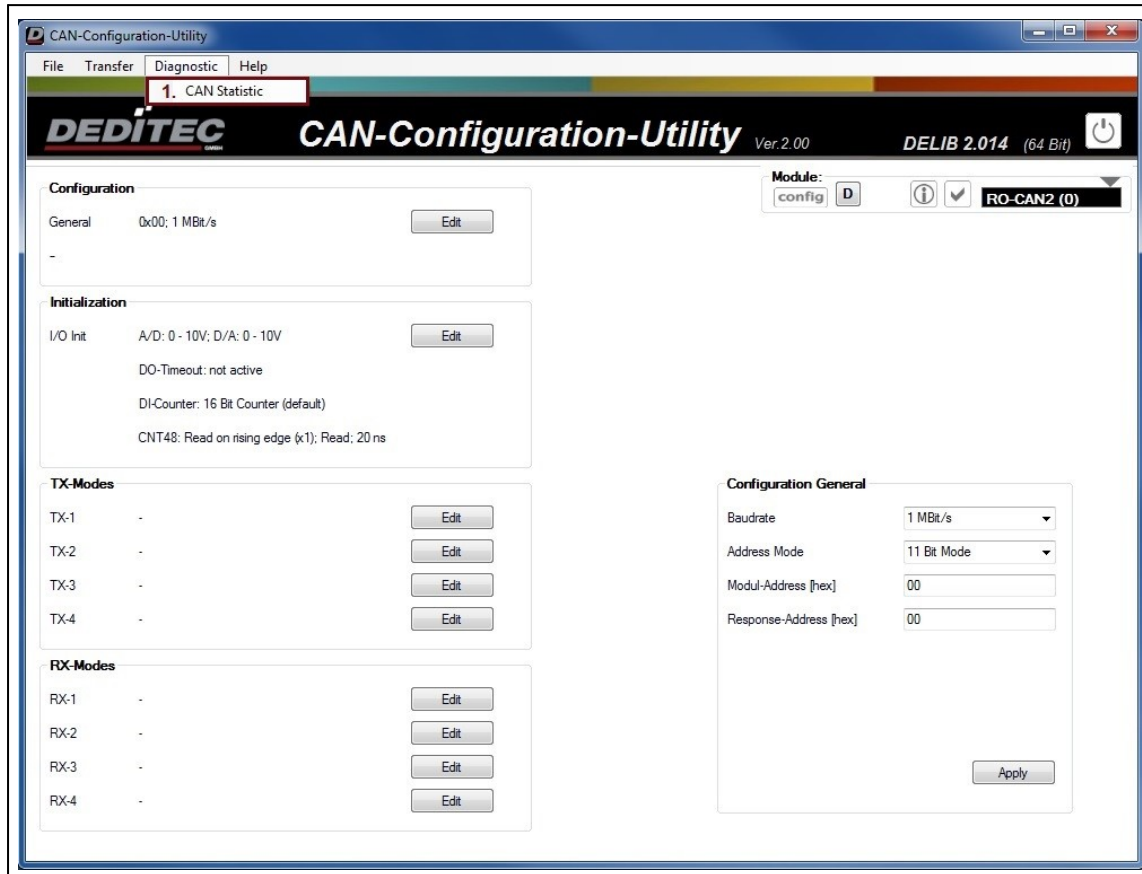 CAN-Configuration-Utility
File Transfer Diagnostic Help
1. CAN Statistic
DEDITEC GMBH CAN-Configuration-Utility Ver.2.00 DELIB 2.014 (64 Bit)
Module:
config D RO-CAN2 (0)
Configuration
General 0x00; 1 MBit/s Edit
-
Initialization
I/O Init A/D: 0 - 10V; D/A: 0 - 10V Edit
DO-Timeout: not active
DI-Counter: 16 Bit Counter (default)
CNT48: Read on rising edge (x1); Read; 20 ns
TX-Modes
TX-1 - Edit
TX-2 - Edit
TX-3 - Edit
TX-4 - Edit
RX-Modes
RX-1 - Edit
RX-2 - Edit
RX-3 - Edit
RX-4 - Edit
Configuration General
Baudrate 1 MBit/s
Address Mode 11 Bit Mode
Modul-Address [hex] 00
Response-Address [hex] 00
Apply